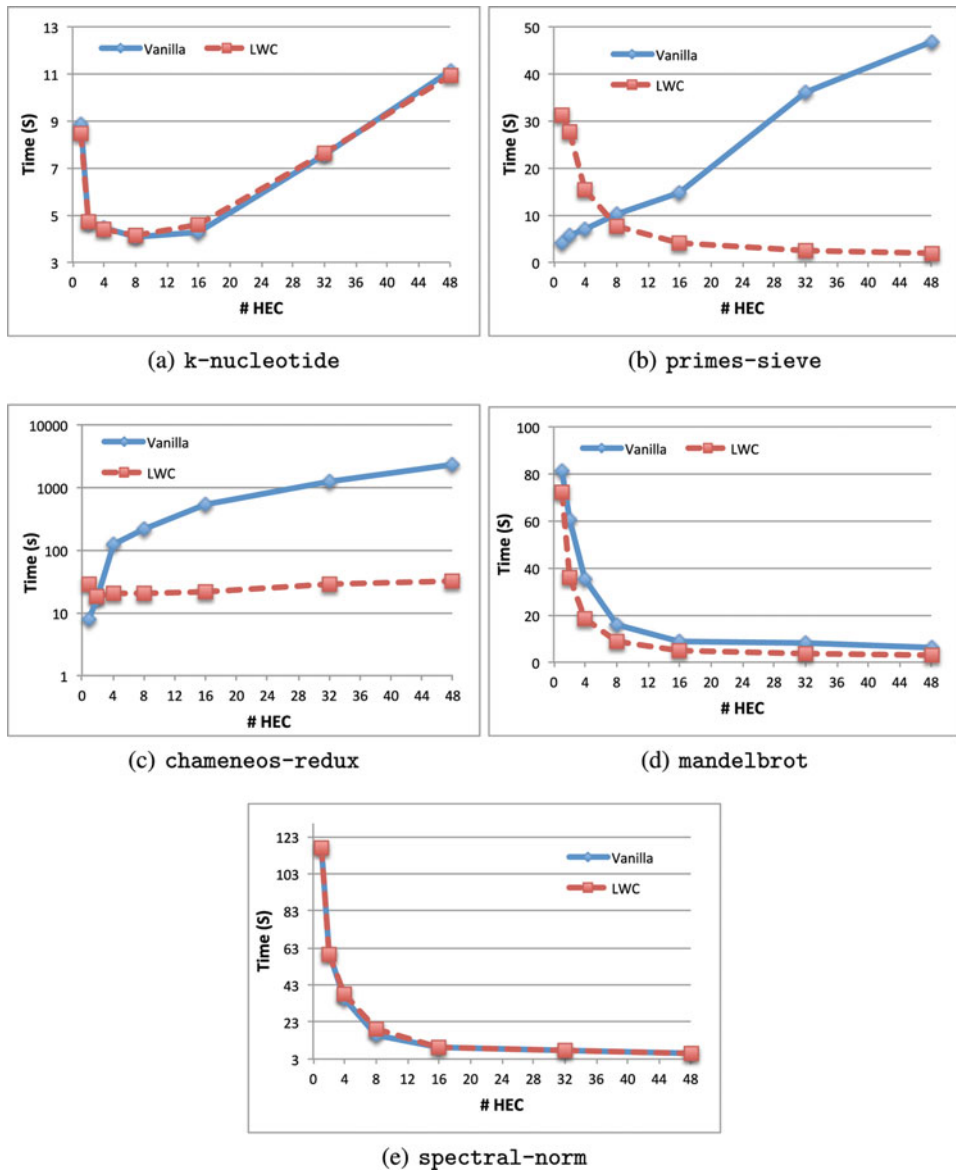 13
11
9
7
5
3
Time (S)
Vanilla
LWC
0 4 8 12 16 20 24 28 32 36 40 44 48
# HEC
(a) k-nucleotide
50
40
30
20
10
0
Time (S)
Vanilla
LWC
0 4 8 12 16 20 24 28 32 36 40 44 48
# HEC
(b) primes-sieve
10000
1000
100
10
1
Time (s)
Vanilla
LWC
0 4 8 12 16 20 24 28 32 36 40 44 48
# HEC
(c) chameneos-redux
100
80
60
40
20
0
Time (S)
Vanilla
LWC
0 4 8 12 16 20 24 28 32 36 40 44 48
# HEC
(d) mandelbrot
123
103
83
63
43
23
3
Time (S)
Vanilla
LWC
0 4 8 12 16 20 24 28 32 36 40 44 48
# HEC
(e) spectral-norm